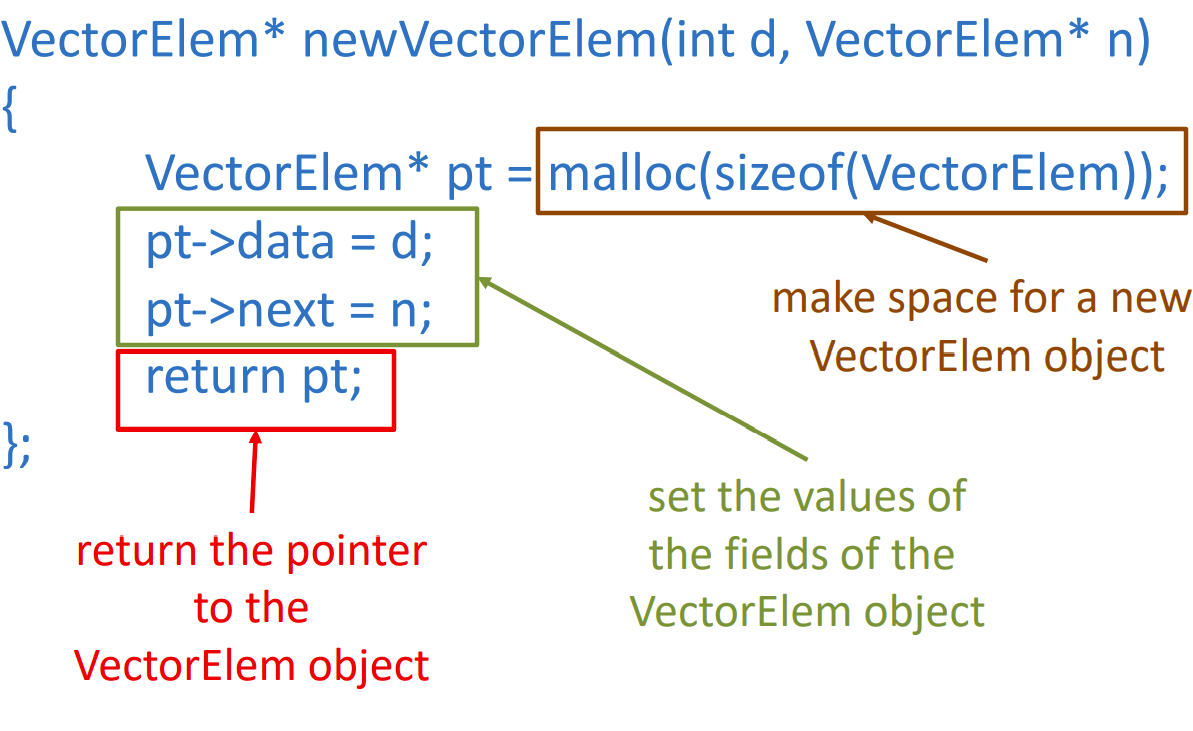 VectorElem* newVectorElem(int d, VectorElem* n)
{
VectorElem* pt = malloc(sizeof(VectorElem));
pt->data = d;
pt->next = n;
return pt;
};
make space for a new
VectorElem object
set the values of
the fields of the
VectorElem object
return the pointer
to the
VectorElem object